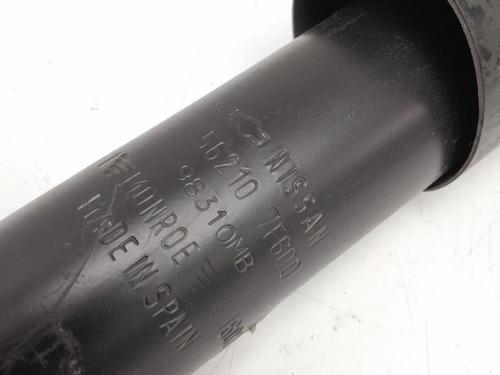 NISSAN
56210 7F600
98310MB
MONROE
MADE IN SPAIN